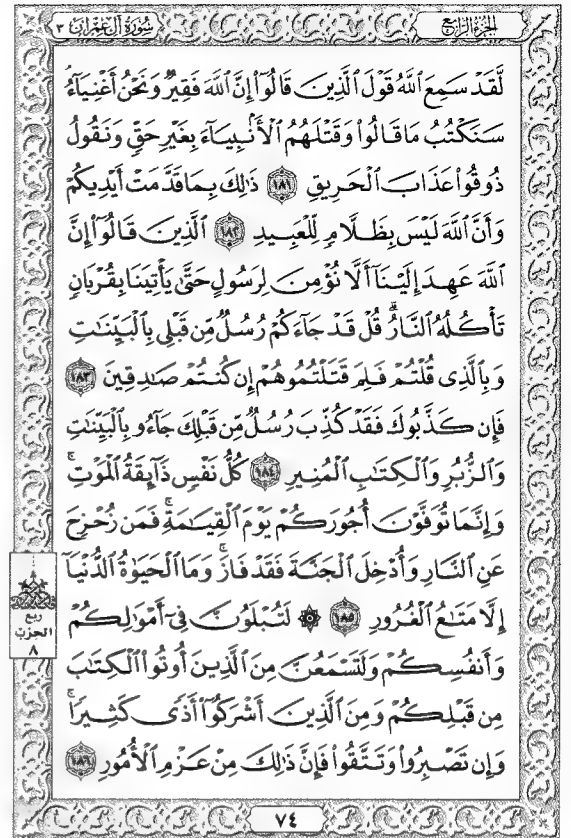 الجزء الرابع
سورة آل عمران ٣
لَّقَدْ سَمِعَ ٱللَّهُ قَوْلَ ٱلَّذِينَ قَالُوٓا۟ إِنَّ ٱللَّهَ فَقِيرٌ وَنَحْنُ أَغْنِيَآءُ
سَنَكْتُبُ مَا قَالُوا۟ وَقَتْلَهُمُ ٱلْأَنۢبِيَآءَ بِغَيْرِ حَقٍّ وَنَقُولُ
ذُوقُوا۟ عَذَابَ ٱلْحَرِيقِ ١٨١ ذَٰلِكَ بِمَا قَدَّمَتْ أَيْدِيكُمْ
وَأَنَّ ٱللَّهَ لَيْسَ بِظَلَّامٍ لِّلْعَبِيدِ ١٨٢ ٱلَّذِينَ قَالُوٓا۟ إِنَّ
ٱللَّهَ عَهِدَ إِلَيْنَآ أَلَّا نُؤْمِنَ لِرَسُولٍ حَتَّىٰ يَأْتِيَنَا بِقُرْبَانٍ
تَأْكُلُهُ ٱلنَّارُ ۗ قُلْ قَدْ جَآءَكُمْ رُسُلٌ مِّن قَبْلِى بِٱلْبَيِّنَٰتِ
وَبِٱلَّذِى قُلْتُمْ فَلِمَ قَتَلْتُمُوهُمْ إِن كُنتُمْ صَٰدِقِينَ ١٨٣
فَإِن كَذَّبُوكَ فَقَدْ كُذِّبَ رُسُلٌ مِّن قَبْلِكَ جَآءُو بِٱلْبَيِّنَٰتِ
وَٱلزُّبُرِ وَٱلْكِتَٰبِ ٱلْمُنِيرِ ١٨٤ كُلُّ نَفْسٍ ذَآئِقَةُ ٱلْمَوْتِ ۗ
وَإِنَّمَا تُوَفَّوْنَ أُجُورَكُمْ يَوْمَ ٱلْقِيَٰمَةِ ۖ فَمَن زُحْزِحَ
عَنِ ٱلنَّارِ وَأُدْخِلَ ٱلْجَنَّةَ فَقَدْ فَازَ ۗ وَمَا ٱلْحَيَوٰةُ ٱلدُّنْيَآ
إِلَّا مَتَٰعُ ٱلْغُرُورِ ١٨٥ ۞ لَتُبْلَوُنَّ فِىٓ أَمْوَٰلِكُمْ
وَأَنفُسِكُمْ وَلَتَسْمَعُنَّ مِنَ ٱلَّذِينَ أُوتُوا۟ ٱلْكِتَٰبَ
مِن قَبْلِكُمْ وَمِنَ ٱلَّذِينَ أَشْرَكُوٓا۟ أَذًى كَثِيرًا ۚ
وَإِن تَصْبِرُوا۟ وَتَتَّقُوا۟ فَإِنَّ ذَٰلِكَ مِنْ عَزْمِ ٱلْأُمُورِ ١٨٦
ربع
الحزب
٨
٧٤